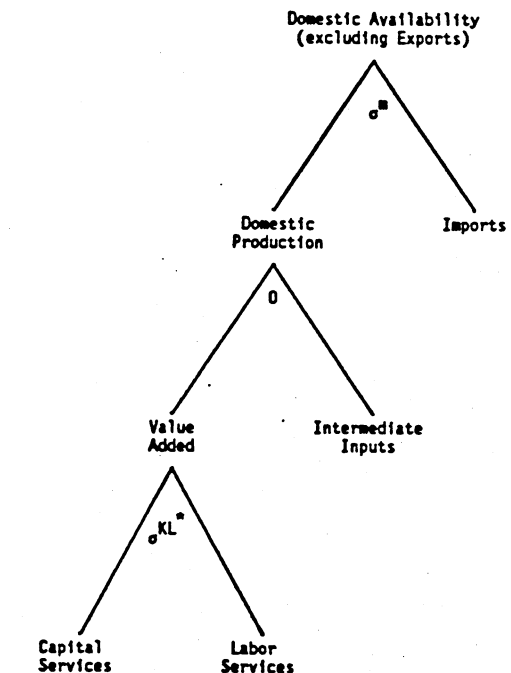 Domestic Availability
(excluding Exports)
σᵐ
Domestic
Production
Imports
0
Value
Added
Intermediate
Inputs
σᴷᴸ*
Capital
Services
Labor
Services